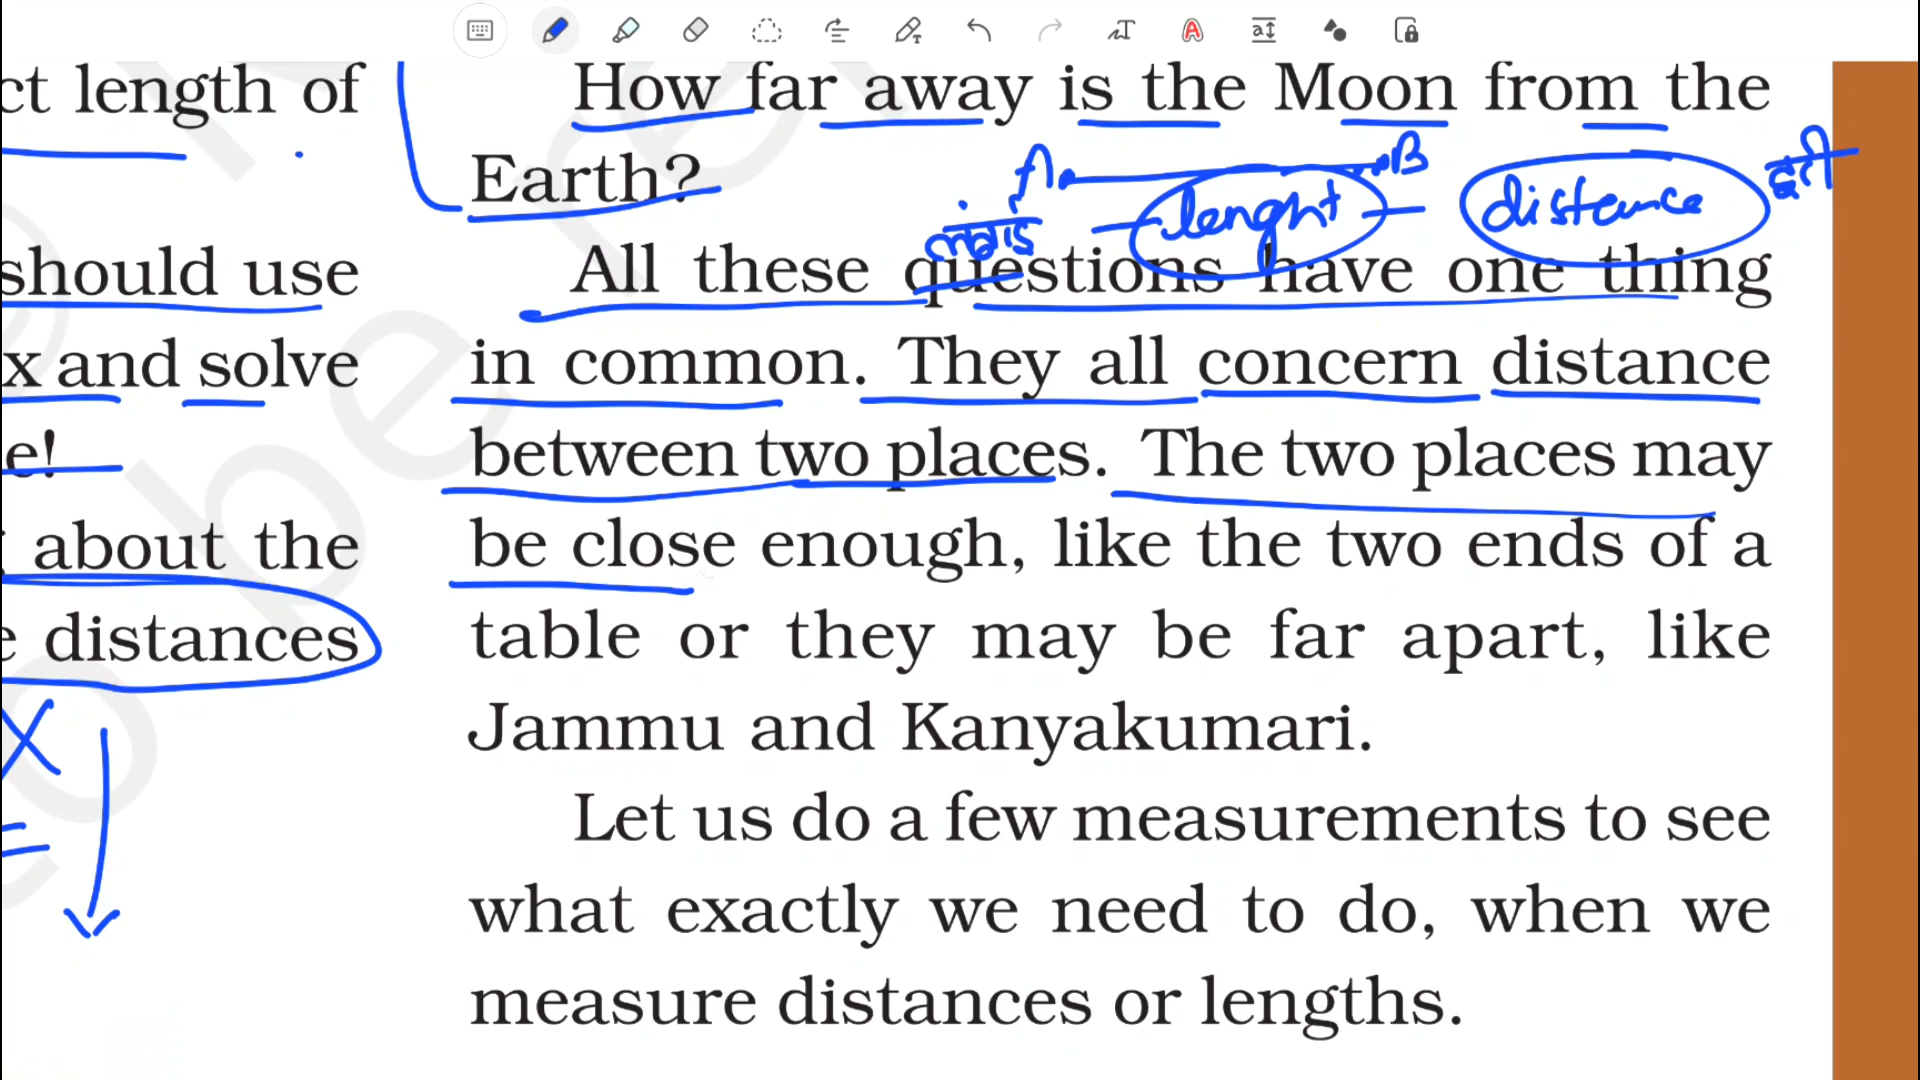 ct length of
should use
x and solve
e!
about the
e distances
How far away is the Moon from the
Earth?
A B
लंबाई lenght distance दूरी
All these questions have one thing
in common. They all concern distance
between two places. The two places may
be close enough, like the two ends of a
table or they may be far apart, like
Jammu and Kanyakumari.
Let us do a few measurements to see
what exactly we need to do, when we
measure distances or lengths.